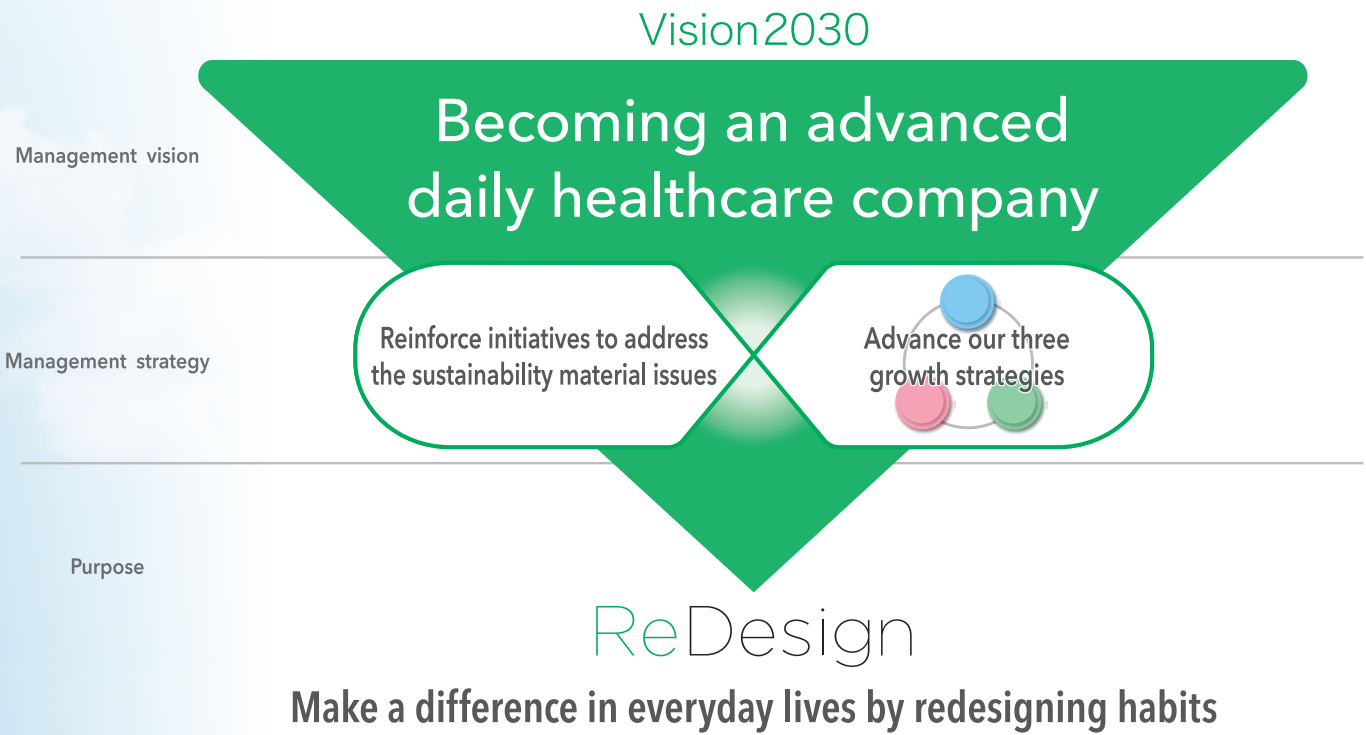 Vision2030
Becoming an advanced
daily healthcare company
Management vision
Management strategy
Reinforce initiatives to address
the sustainability material issues
Advance our three
growth strategies
Purpose
ReDesign
Make a difference in everyday lives by redesigning habits